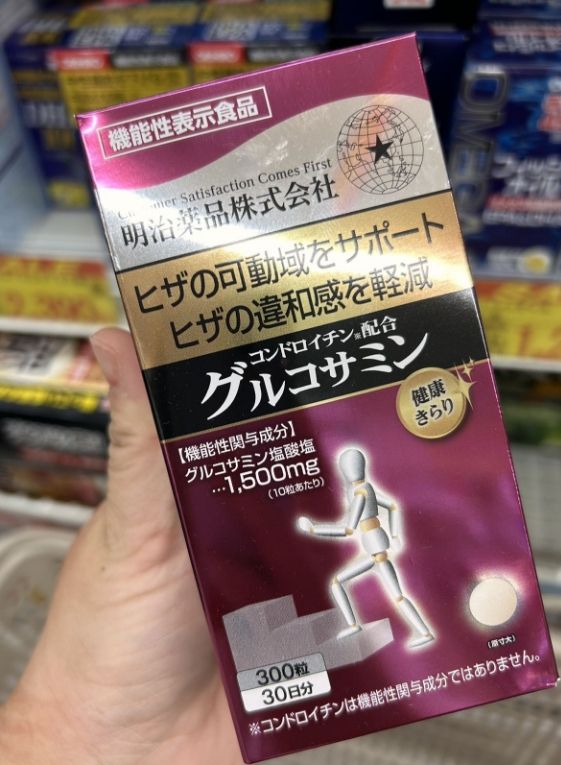 機能性表示食品
Customer Satisfaction Comes First
明治薬品株式会社
ヒザの可動域をサポート
ヒザの違和感を軽減
コンドロイチン※配合
グルコサミン
健康
きらり
【機能性関与成分】
グルコサミン塩酸塩
…1,500mg
(10粒あたり)
(原寸大)
300粒
30日分
※コンドロイチンは機能性関与成分ではありません。